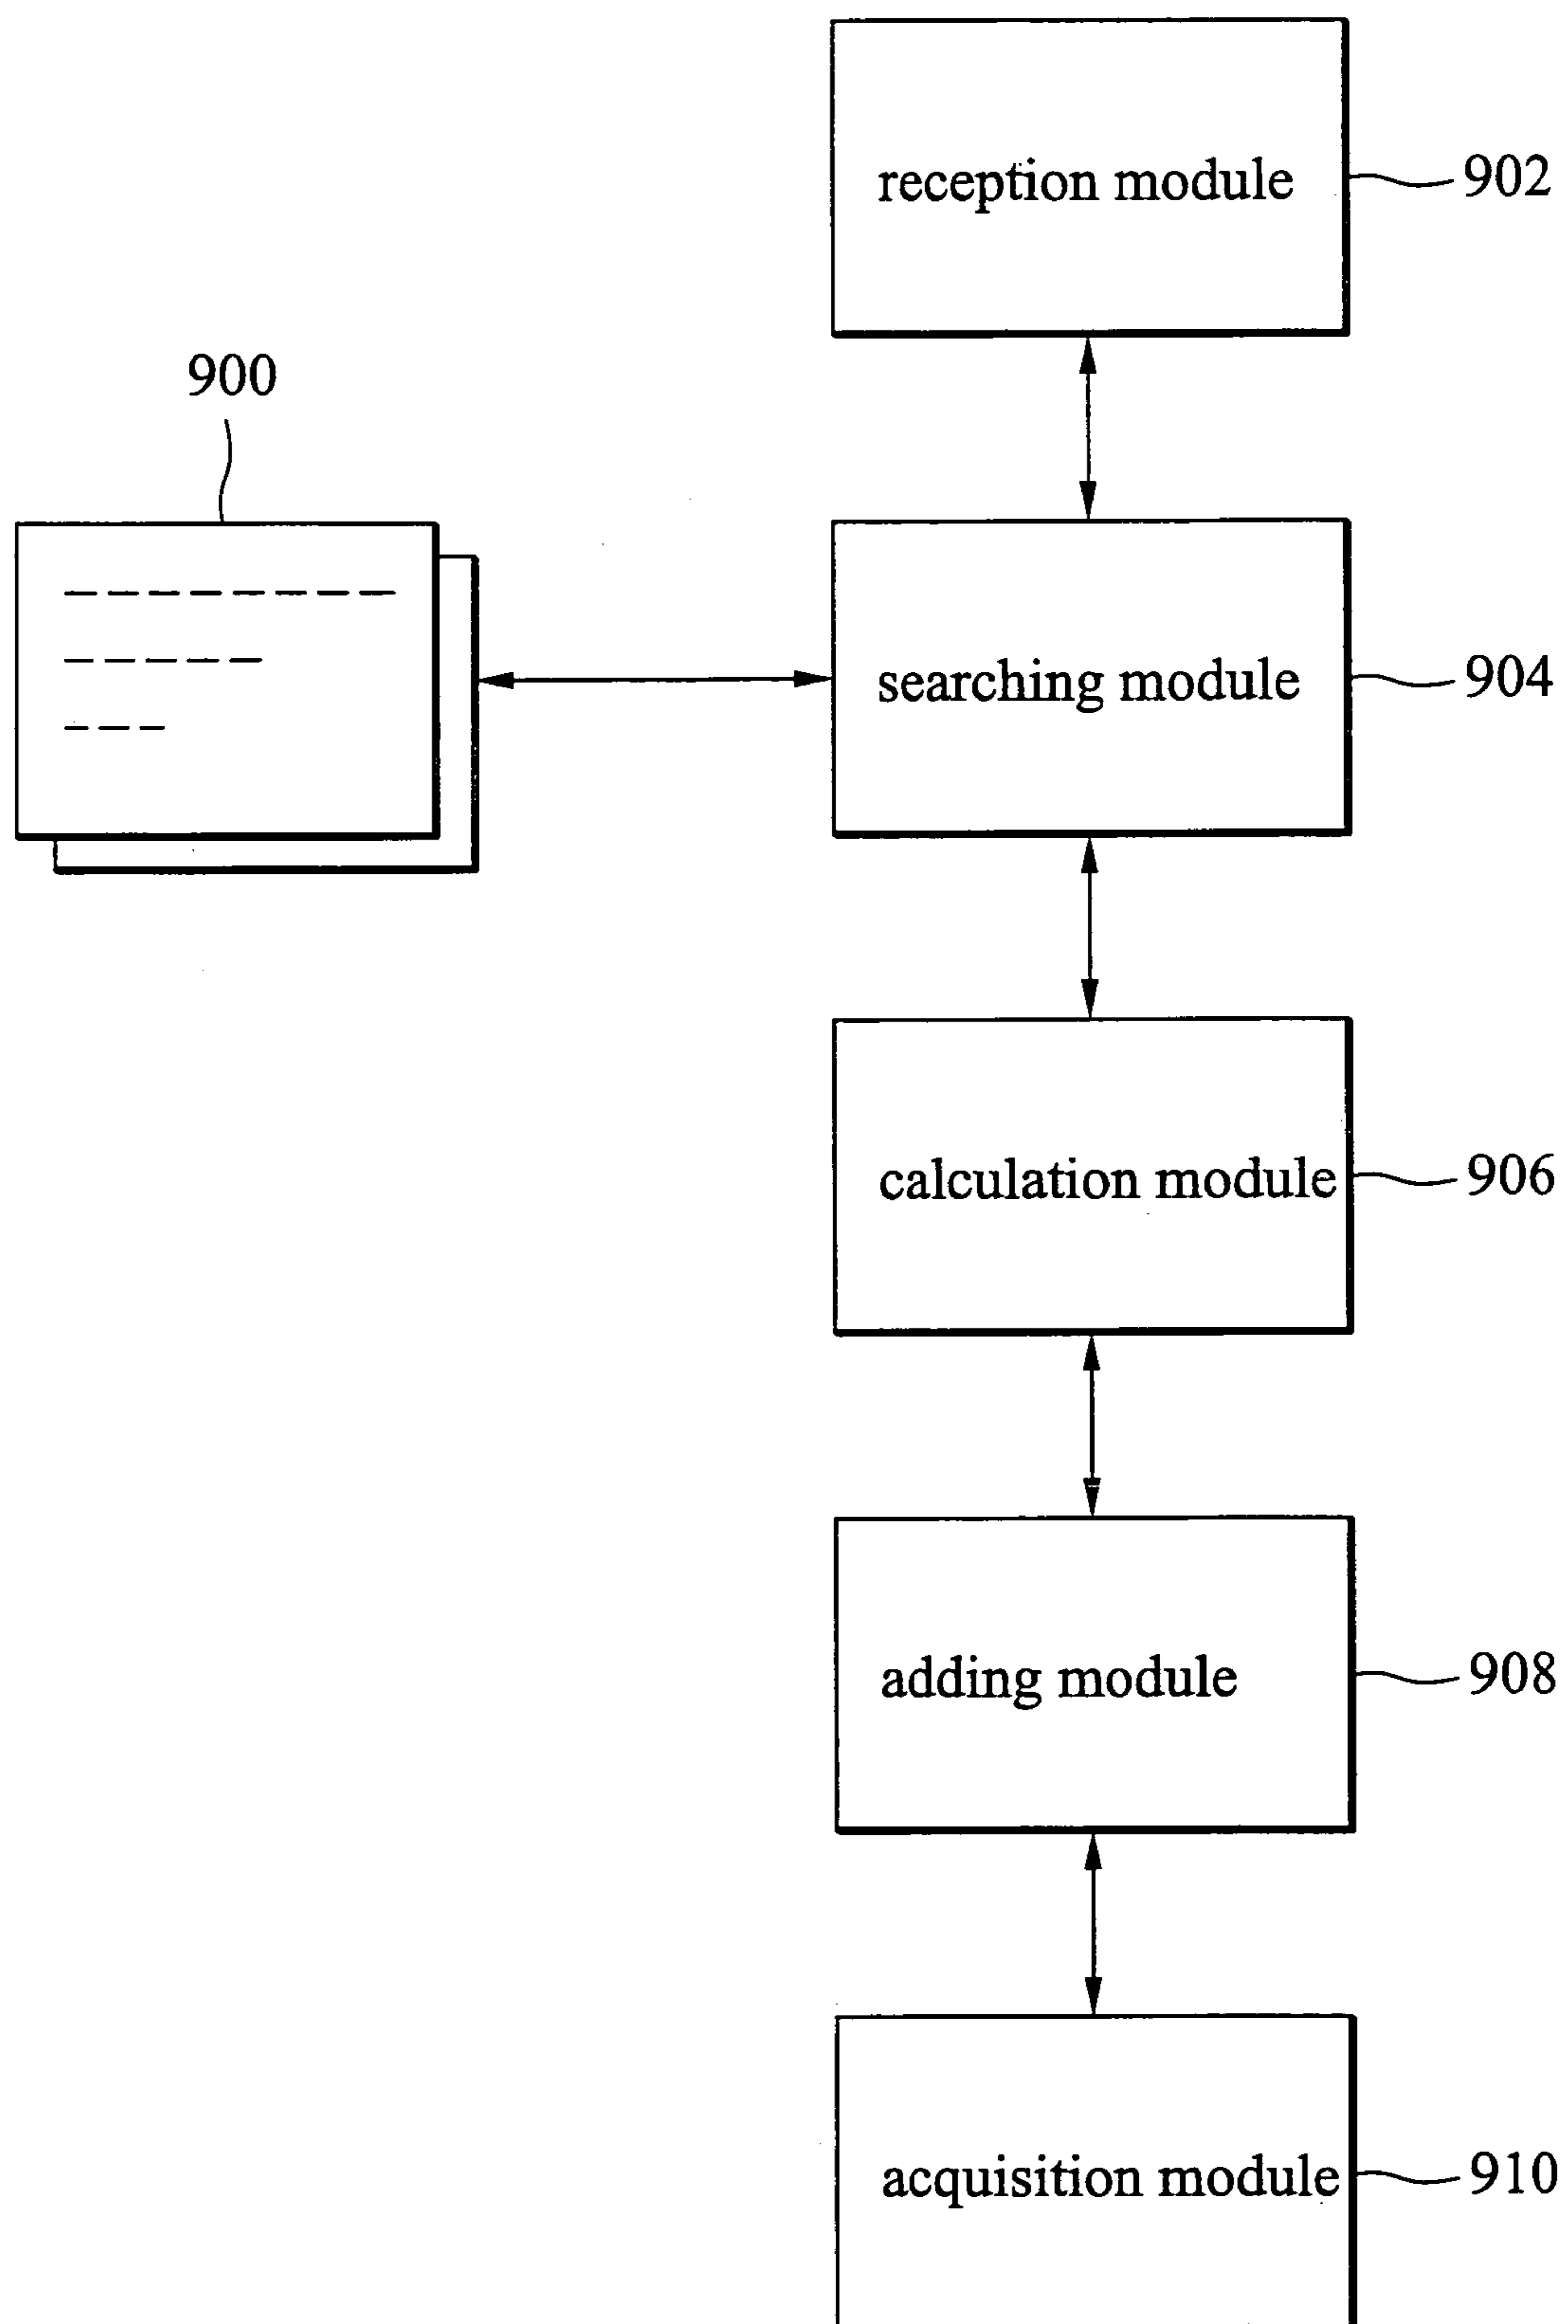 reception module
902
900
searching module
904
calculation module
906
adding module
908
acquisition module
910